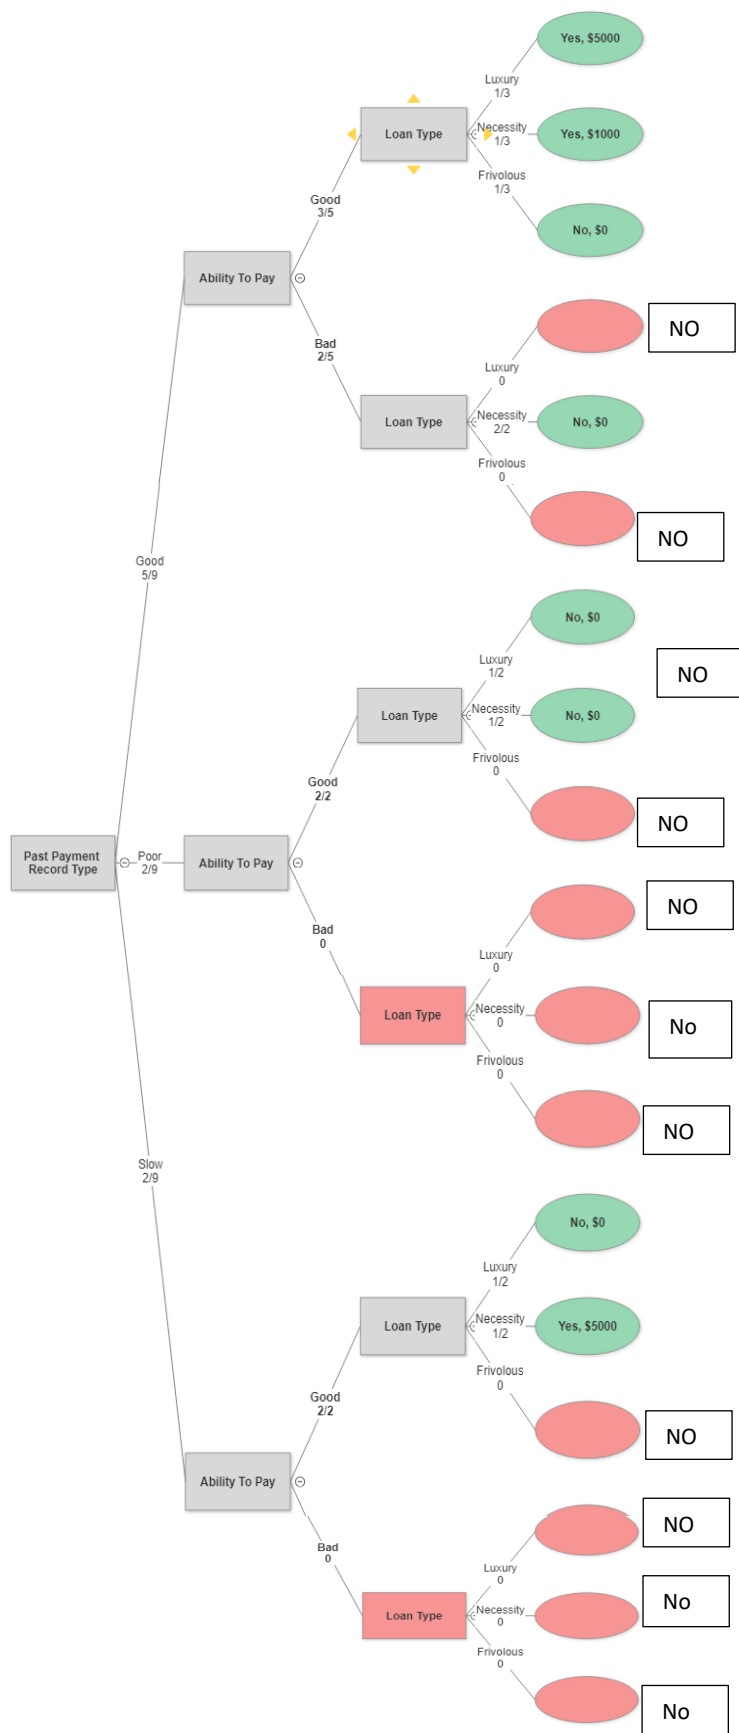 Yes, $5000
Luxury
1/3
Loan Type
Necessity
1/3
Yes, $1000
Frivolous
1/3
Good
3/5
No, $0
Ability To Pay
Bad
2/5
NO
Luxury
0
Loan Type
Necessity
2/2
No, $0
Frivolous
0
NO
Good
5/9
No, $0
Luxury
1/2
NO
Loan Type
Necessity
1/2
No, $0
Frivolous
0
Good
2/2
NO
Past Payment
Record Type
Poor
2/9
Ability To Pay
NO
Bad
0
Luxury
0
Loan Type
Necessity
0
No
Frivolous
0
NO
Slow
2/9
No, $0
Luxury
1/2
Loan Type
Necessity
1/2
Yes, $5000
Frivolous
0
Good
2/2
NO
Ability To Pay
NO
Bad
0
Luxury
0
Loan Type
Necessity
0
No
Frivolous
0
No